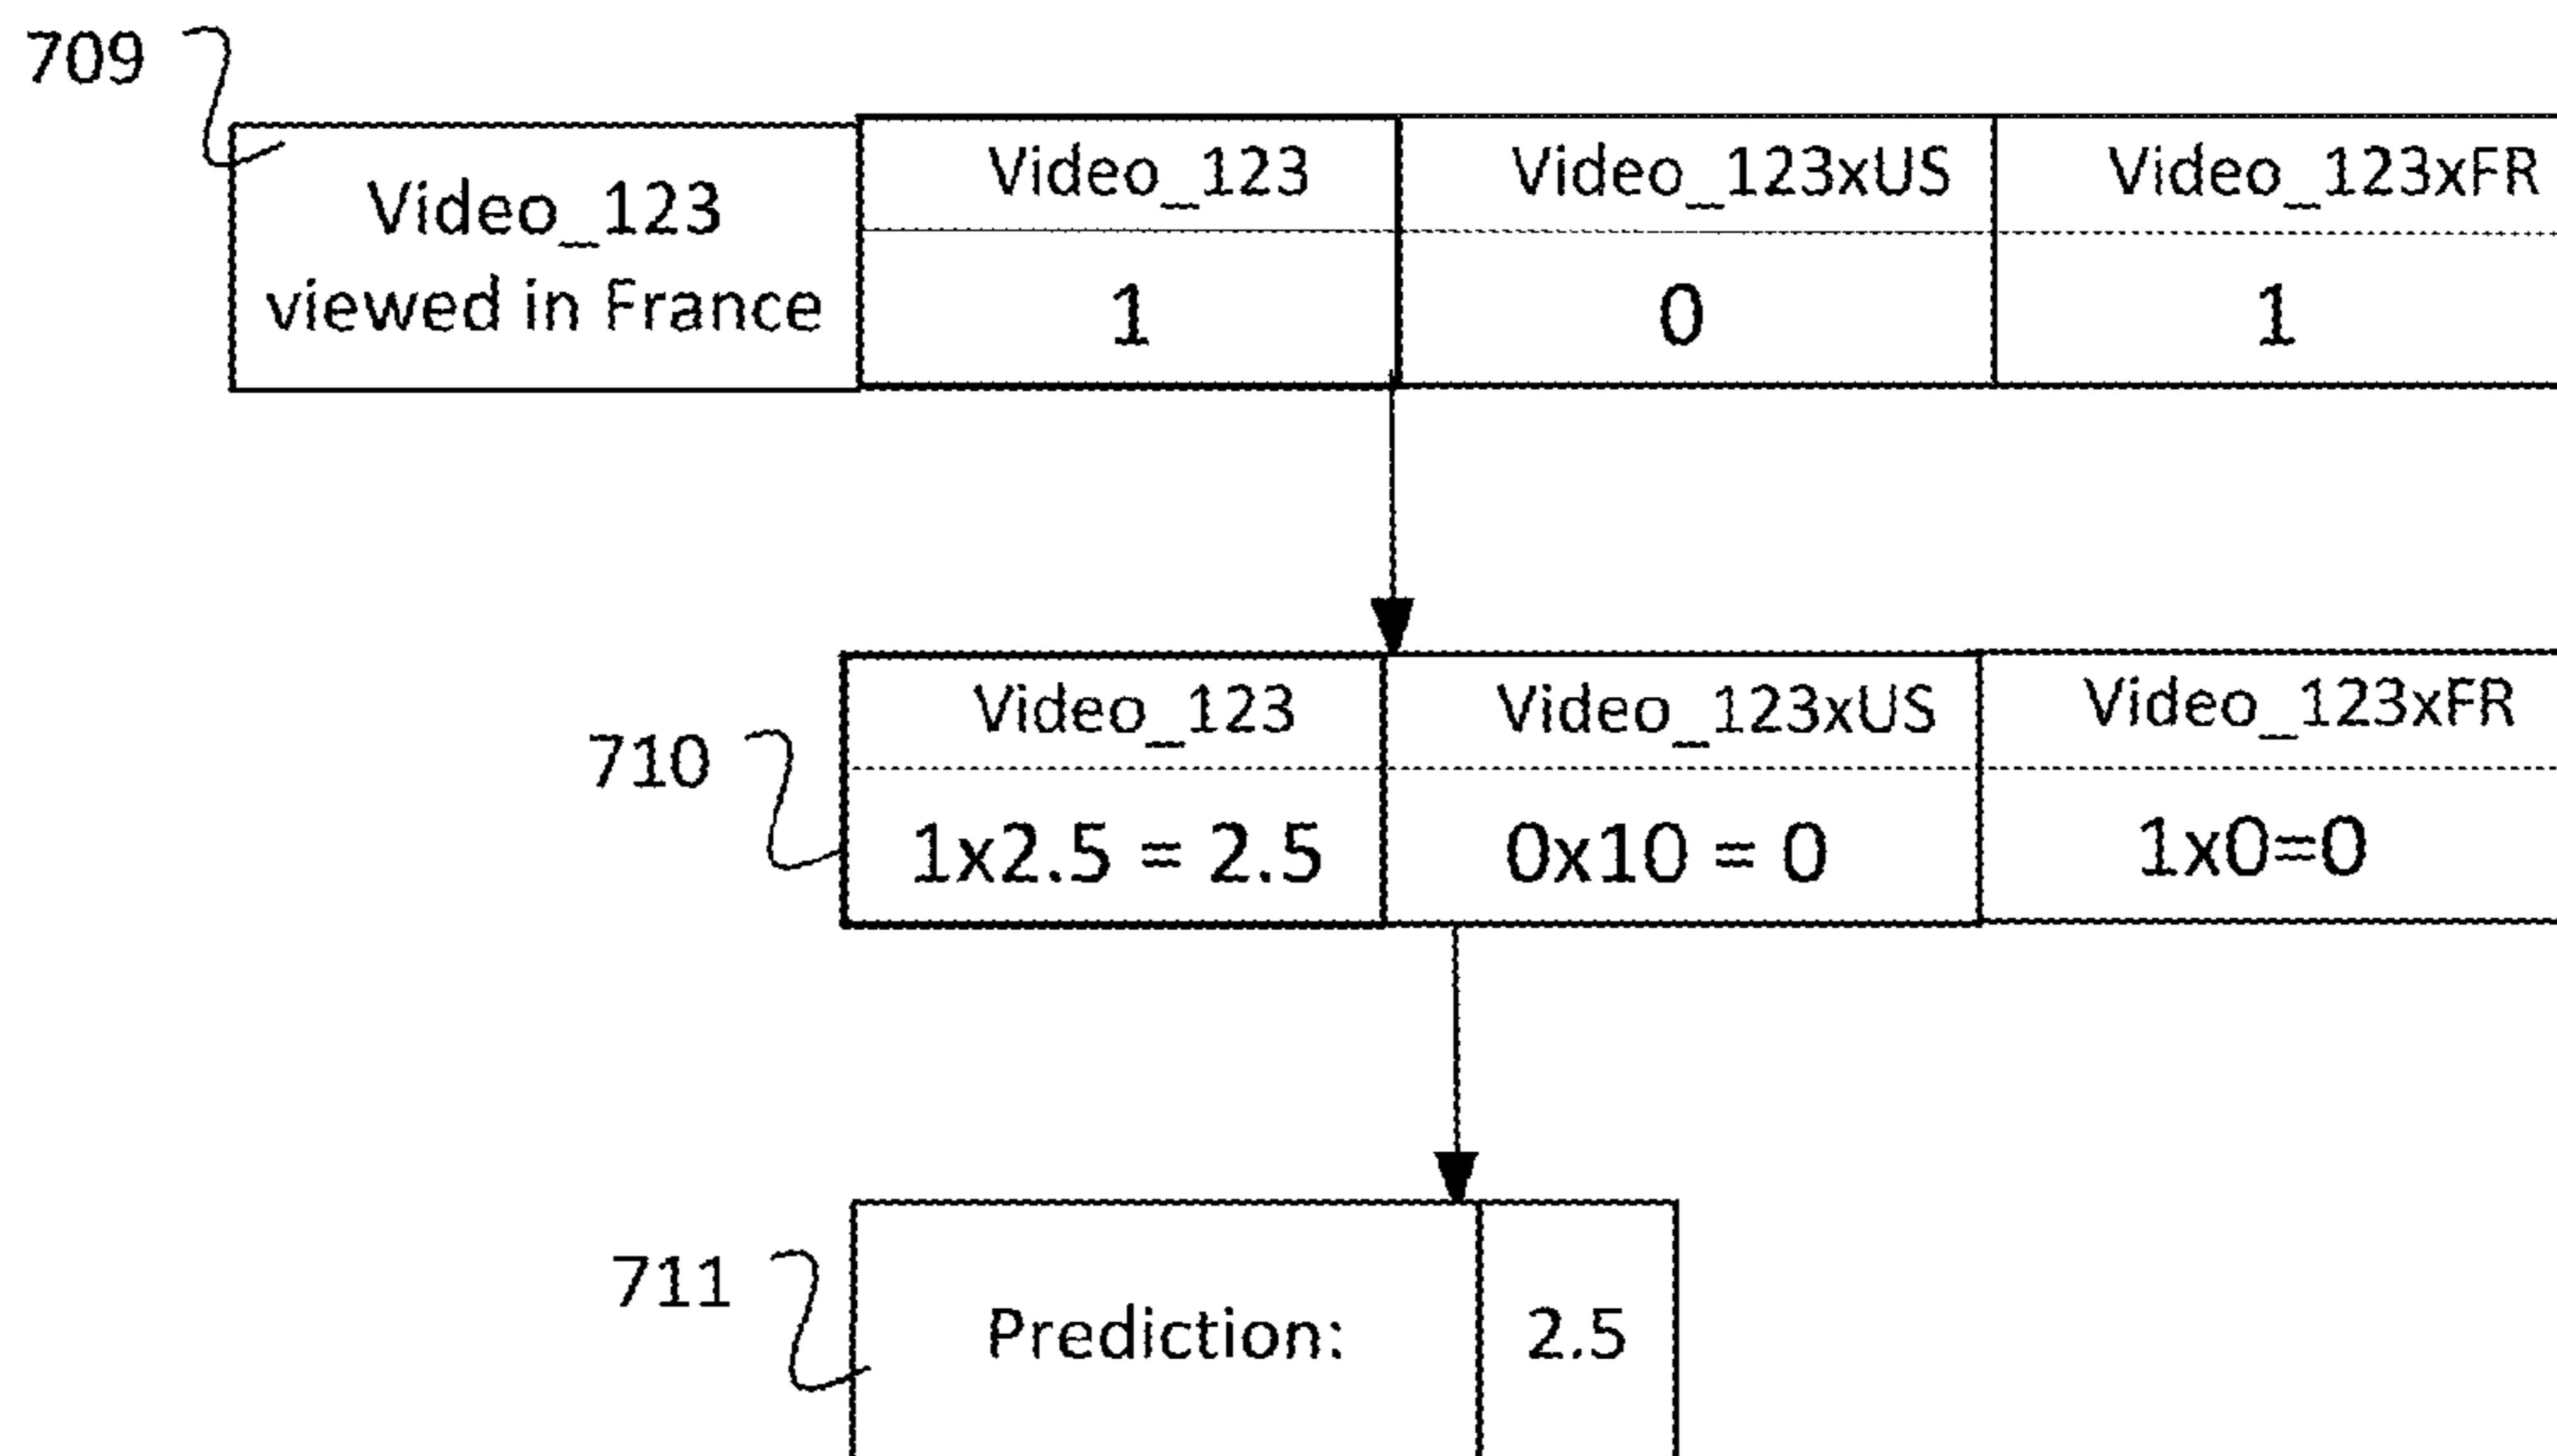 709
Video_123
viewed in France
Video_123 Video_123xUS Video_123xFR
1 0 1
710
Video_123 Video_123xUS Video_123xFR
1x2.5 = 2.5 0x10 = 0 1x0=0
711
Prediction: 2.5